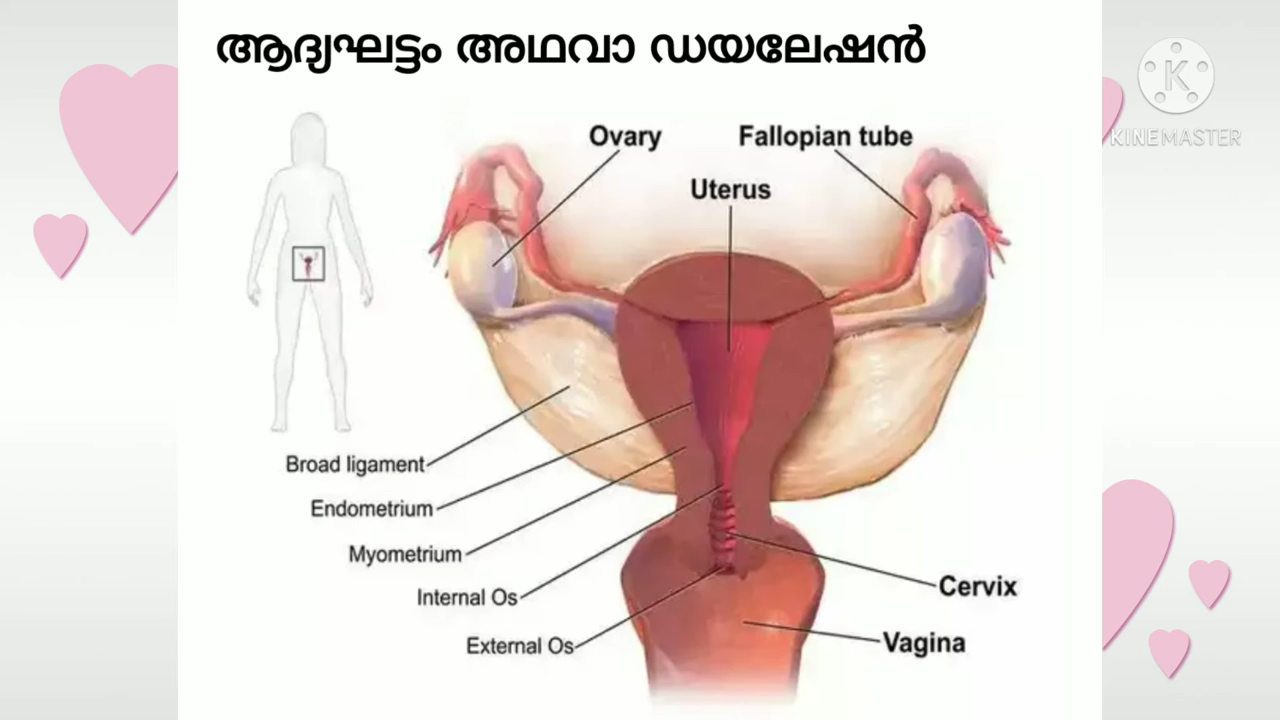 ആദ്യഘട്ടം അഥവാ ഡയലേഷൻ
K
KINEMASTER
Ovary
Fallopian tube
Uterus
Broad ligament
Endometrium
Myometrium
Internal Os
External Os
Cervix
Vagina